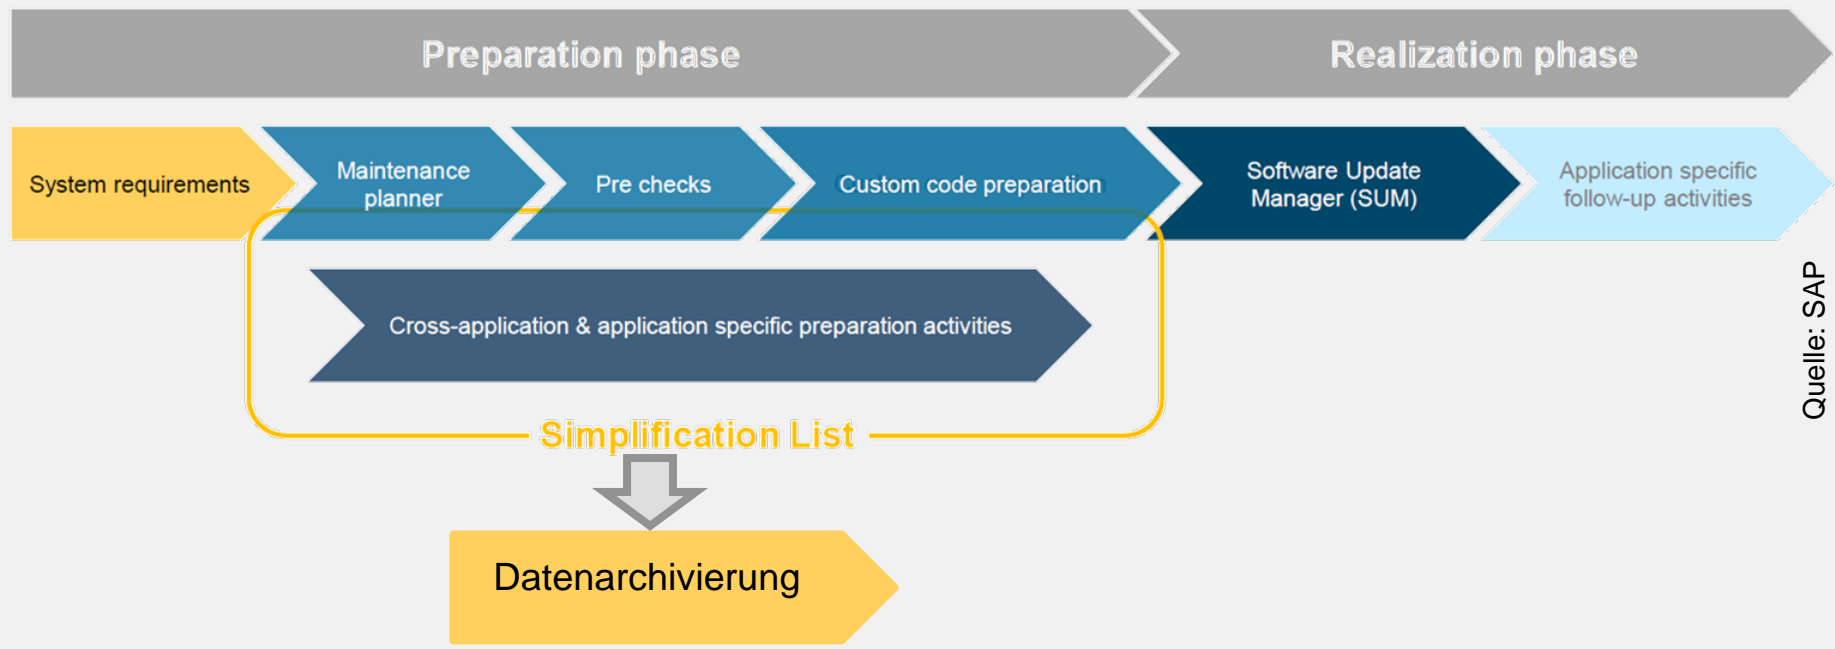 Preparation phase
Realization phase
System requirements
Maintenance
planner
Pre checks
Custom code preparation
Software Update
Manager (SUM)
Application specific
follow-up activities
Cross-application & application specific preparation activities
Simplification List
Datenarchivierung
Quelle: SAP